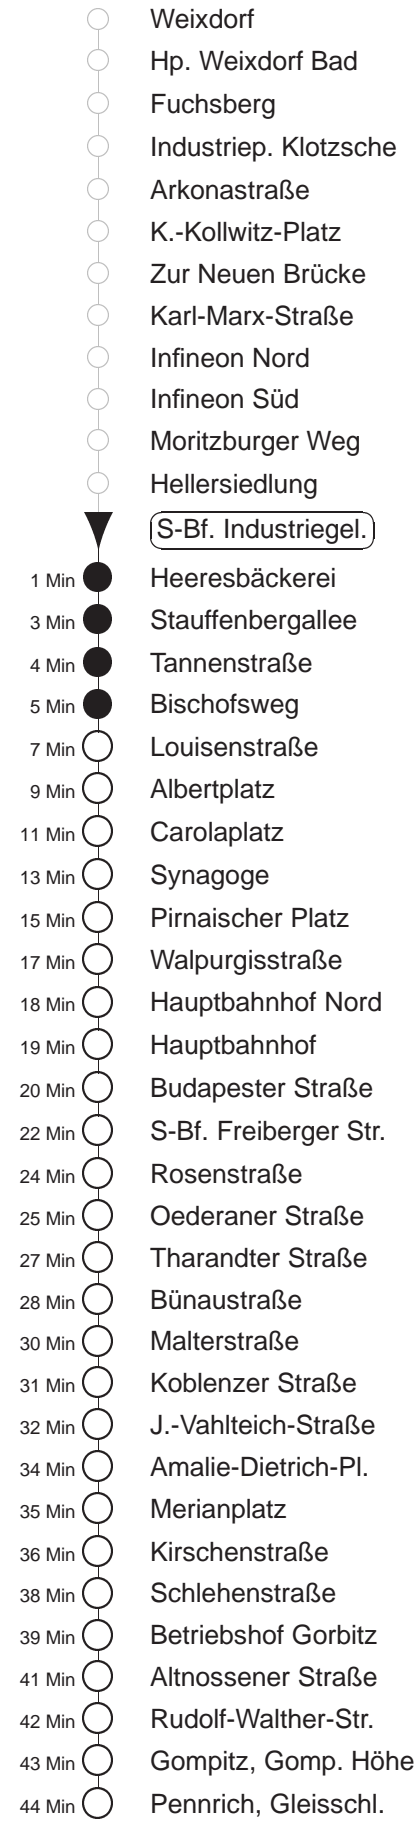 Weixdorf
Hp. Weixdorf Bad
Fuchsberg
Industriep. Klotzsche
Arkonastraße
K.-Kollwitz-Platz
Zur Neuen Brücke
Karl-Marx-Straße
Infineon Nord
Infineon Süd
Moritzburger Weg
Hellersiedlung
S-Bf. Industriegel.
1 Min Heeresbäckerei
3 Min Stauffenbergallee
4 Min Tannenstraße
5 Min Bischofsweg
7 Min Louisenstraße
9 Min Albertplatz
11 Min Carolaplatz
13 Min Synagoge
15 Min Pirnaischer Platz
17 Min Walpurgisstraße
18 Min Hauptbahnhof Nord
19 Min Hauptbahnhof
20 Min Budapester Straße
22 Min S-Bf. Freiberger Str.
24 Min Rosenstraße
25 Min Oederaner Straße
27 Min Tharandter Straße
28 Min Bünaustraße
30 Min Malterstraße
31 Min Koblenzer Straße
32 Min J.-Vahlteich-Straße
34 Min Amalie-Dietrich-Pl.
35 Min Merianplatz
36 Min Kirschenstraße
38 Min Schlehenstraße
39 Min Betriebshof Gorbitz
41 Min Altnossener Straße
42 Min Rudolf-Walther-Str.
43 Min Gompitz, Gomp. Höhe
44 Min Pennrich, Gleisschl.